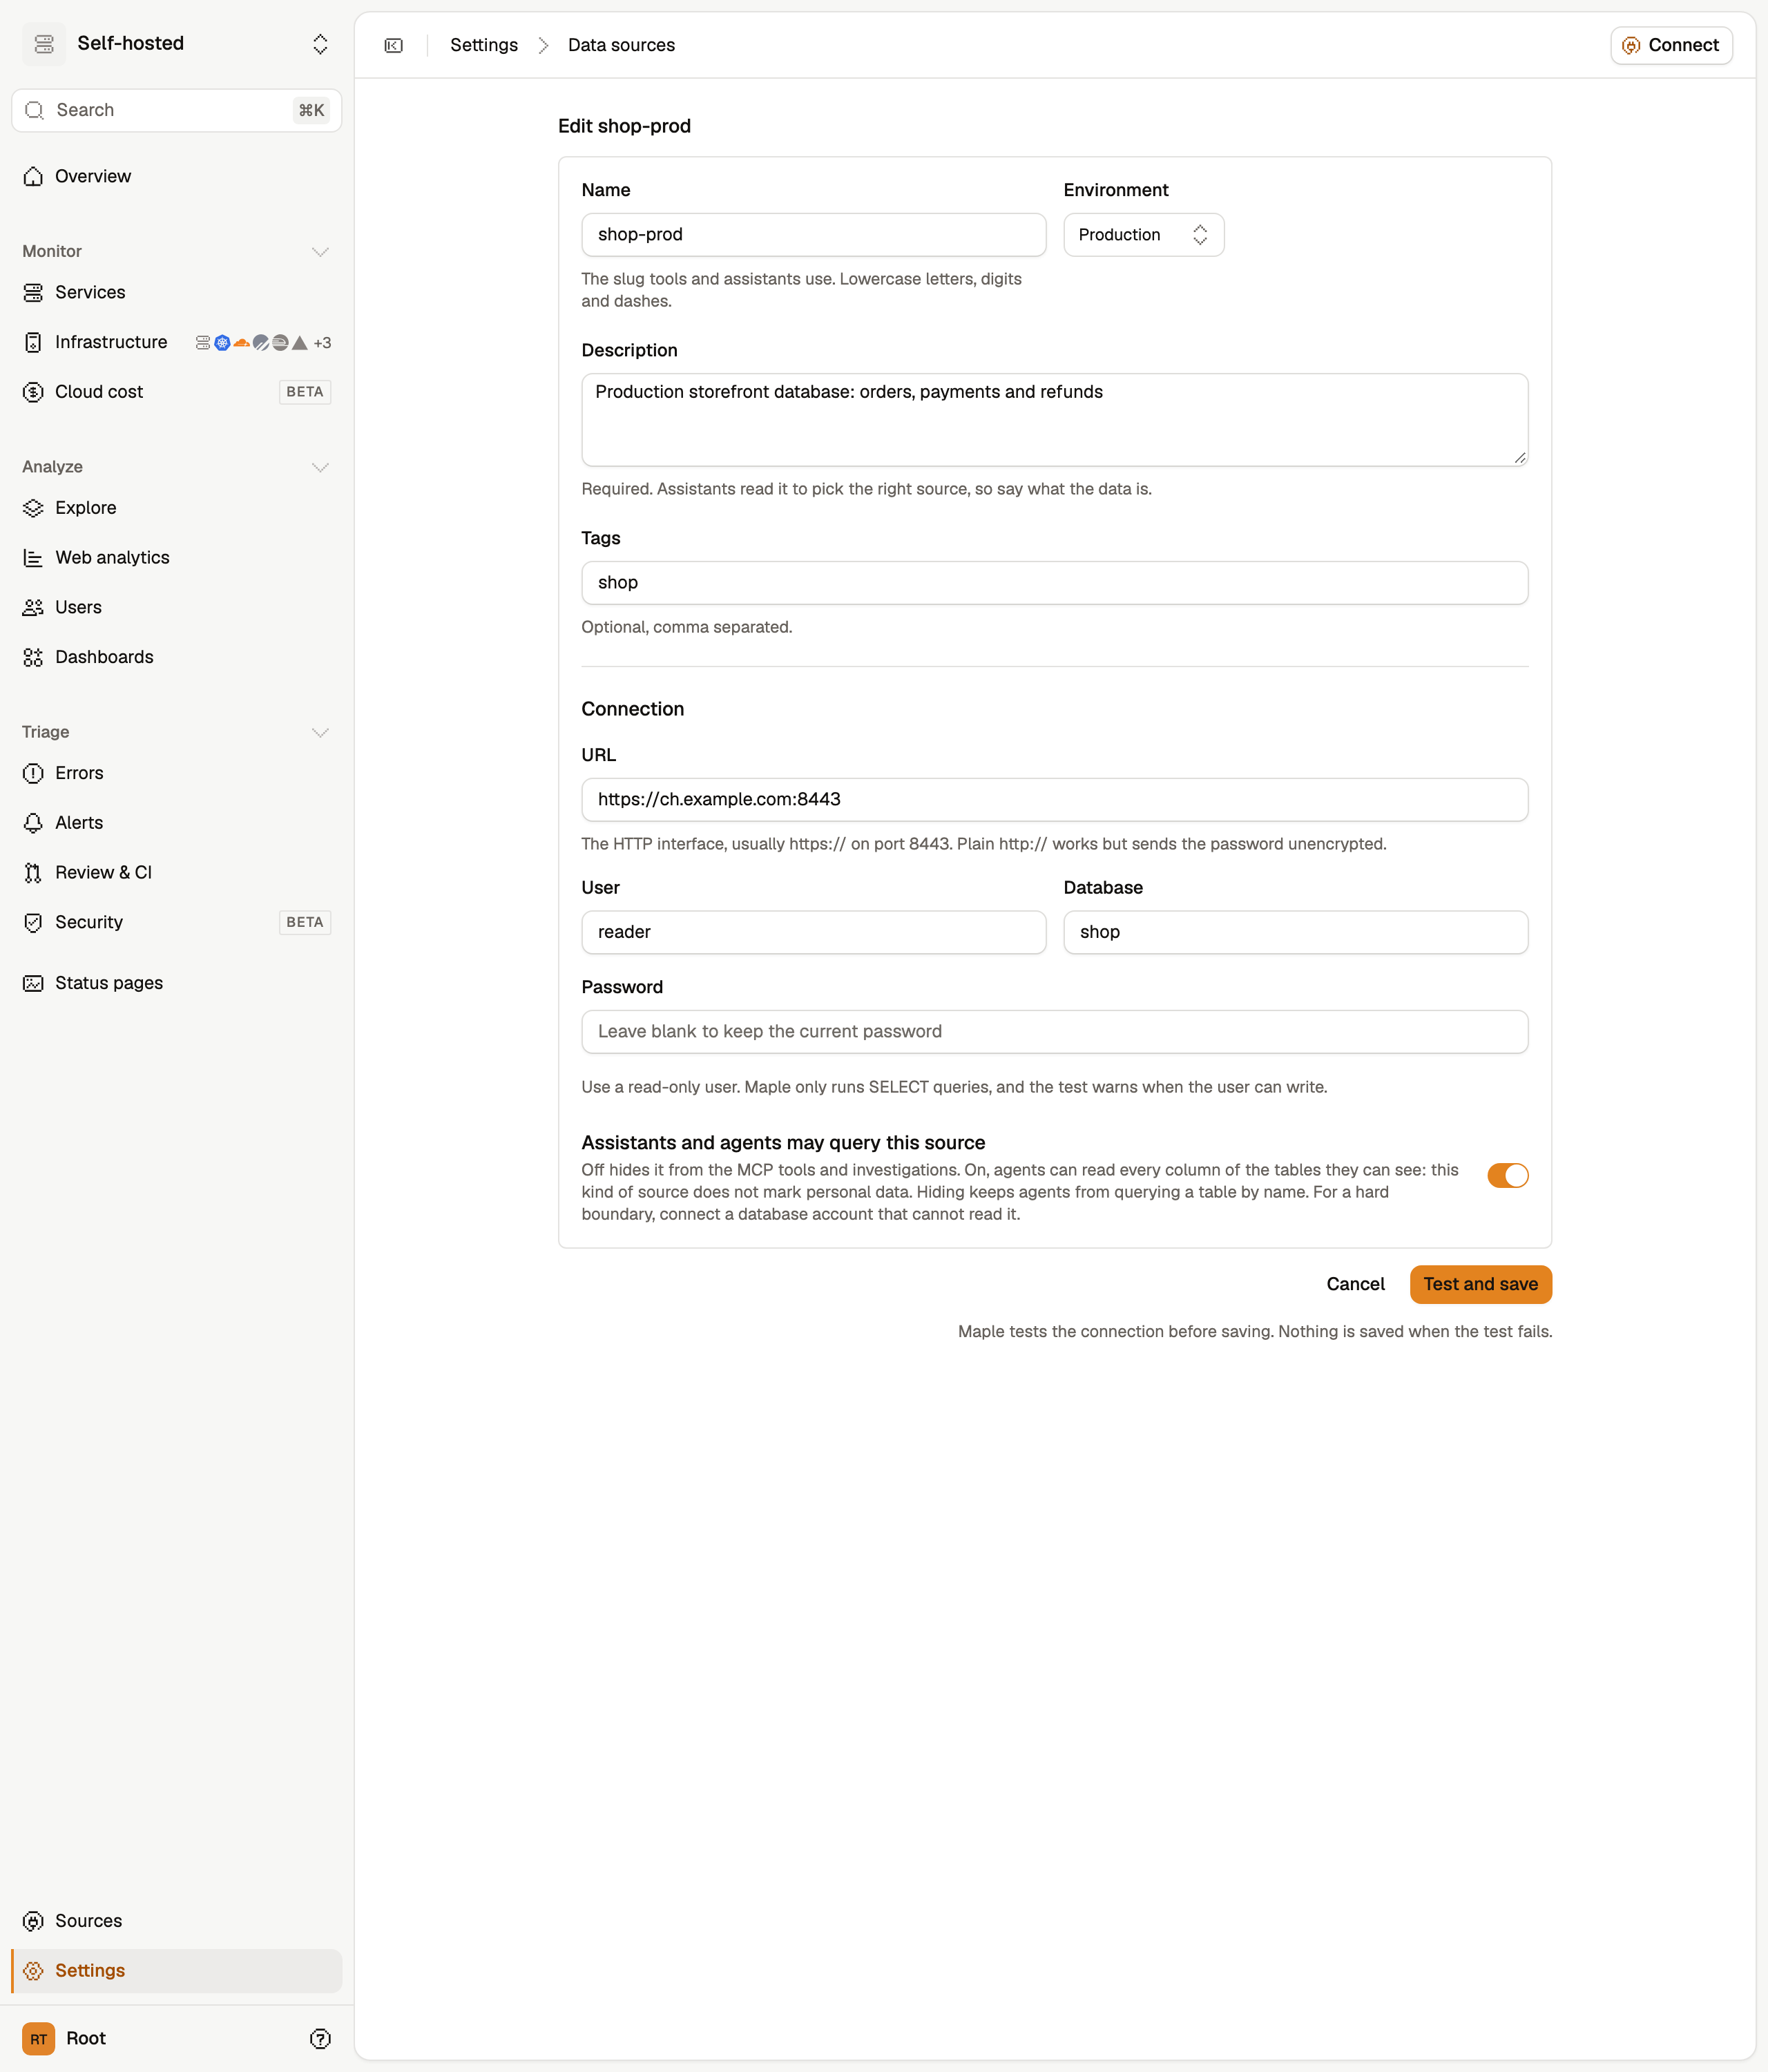 Self-hosted
Search ⌘K
Overview
Monitor
Services
Infrastructure +3
Cloud cost BETA
Analyze
Explore
Web analytics
Users
Dashboards
Triage
Errors
Alerts
Review & CI
Security BETA
Status pages
Sources
Settings
RT Root
Settings Data sources
Connect
Edit shop-prod
Name Environment
shop-prod Production
The slug tools and assistants use. Lowercase letters, digits
and dashes.
Description
Production storefront database: orders, payments and refunds
Required. Assistants read it to pick the right source, so say what the data is.
Tags
shop
Optional, comma separated.
Connection
URL
https://ch.example.com:8443
The HTTP interface, usually https:// on port 8443. Plain http:// works but sends the password unencrypted.
User Database
reader shop
Password
Leave blank to keep the current password
Use a read-only user. Maple only runs SELECT queries, and the test warns when the user can write.
Assistants and agents may query this source
Off hides it from the MCP tools and investigations. On, agents can read every column of the tables they can see: this
kind of source does not mark personal data. Hiding keeps agents from querying a table by name. For a hard
boundary, connect a database account that cannot read it.
Cancel Test and save
Maple tests the connection before saving. Nothing is saved when the test fails.